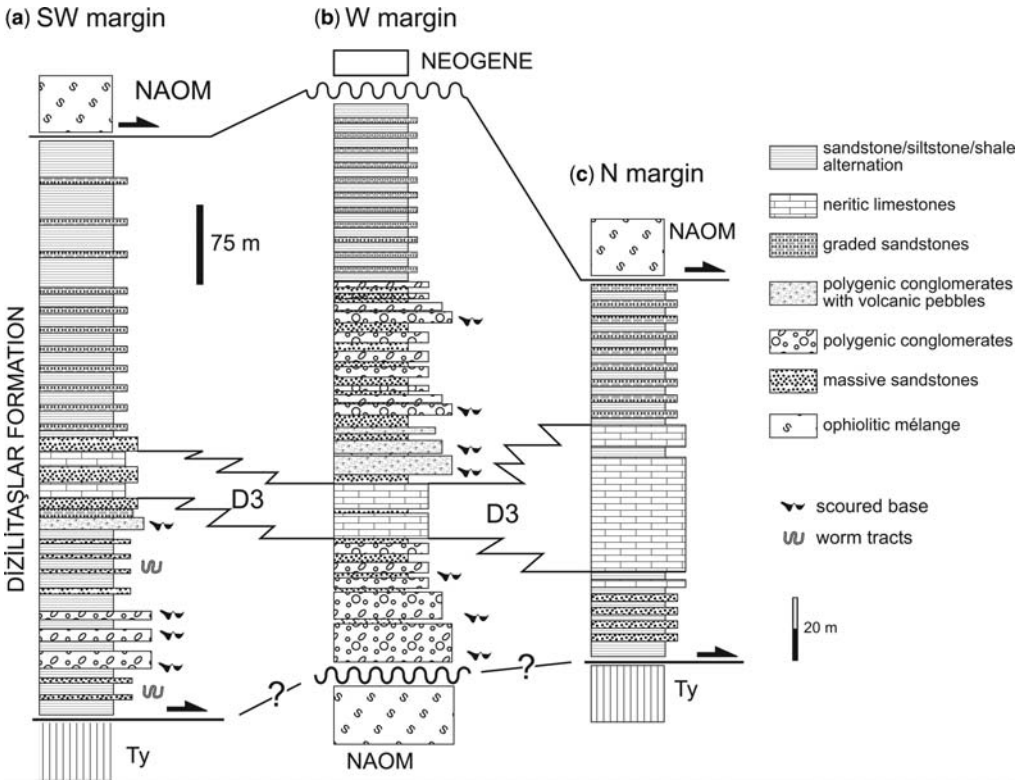 (a) SW margin
(b) W margin
NEOGENE
NAOM
75 m
(c) N margin
NAOM
sandstone/siltstone/shale
alternation
neritic limestones
graded sandstones
polygenic conglomerates
with volcanic pebbles
polygenic conglomerates
massive sandstones
ophiolitic mélange
scoured base
worm tracts
20 m
DİZİLİTAŞLAR FORMATION
D3
D3
?
?
Ty
NAOM
Ty